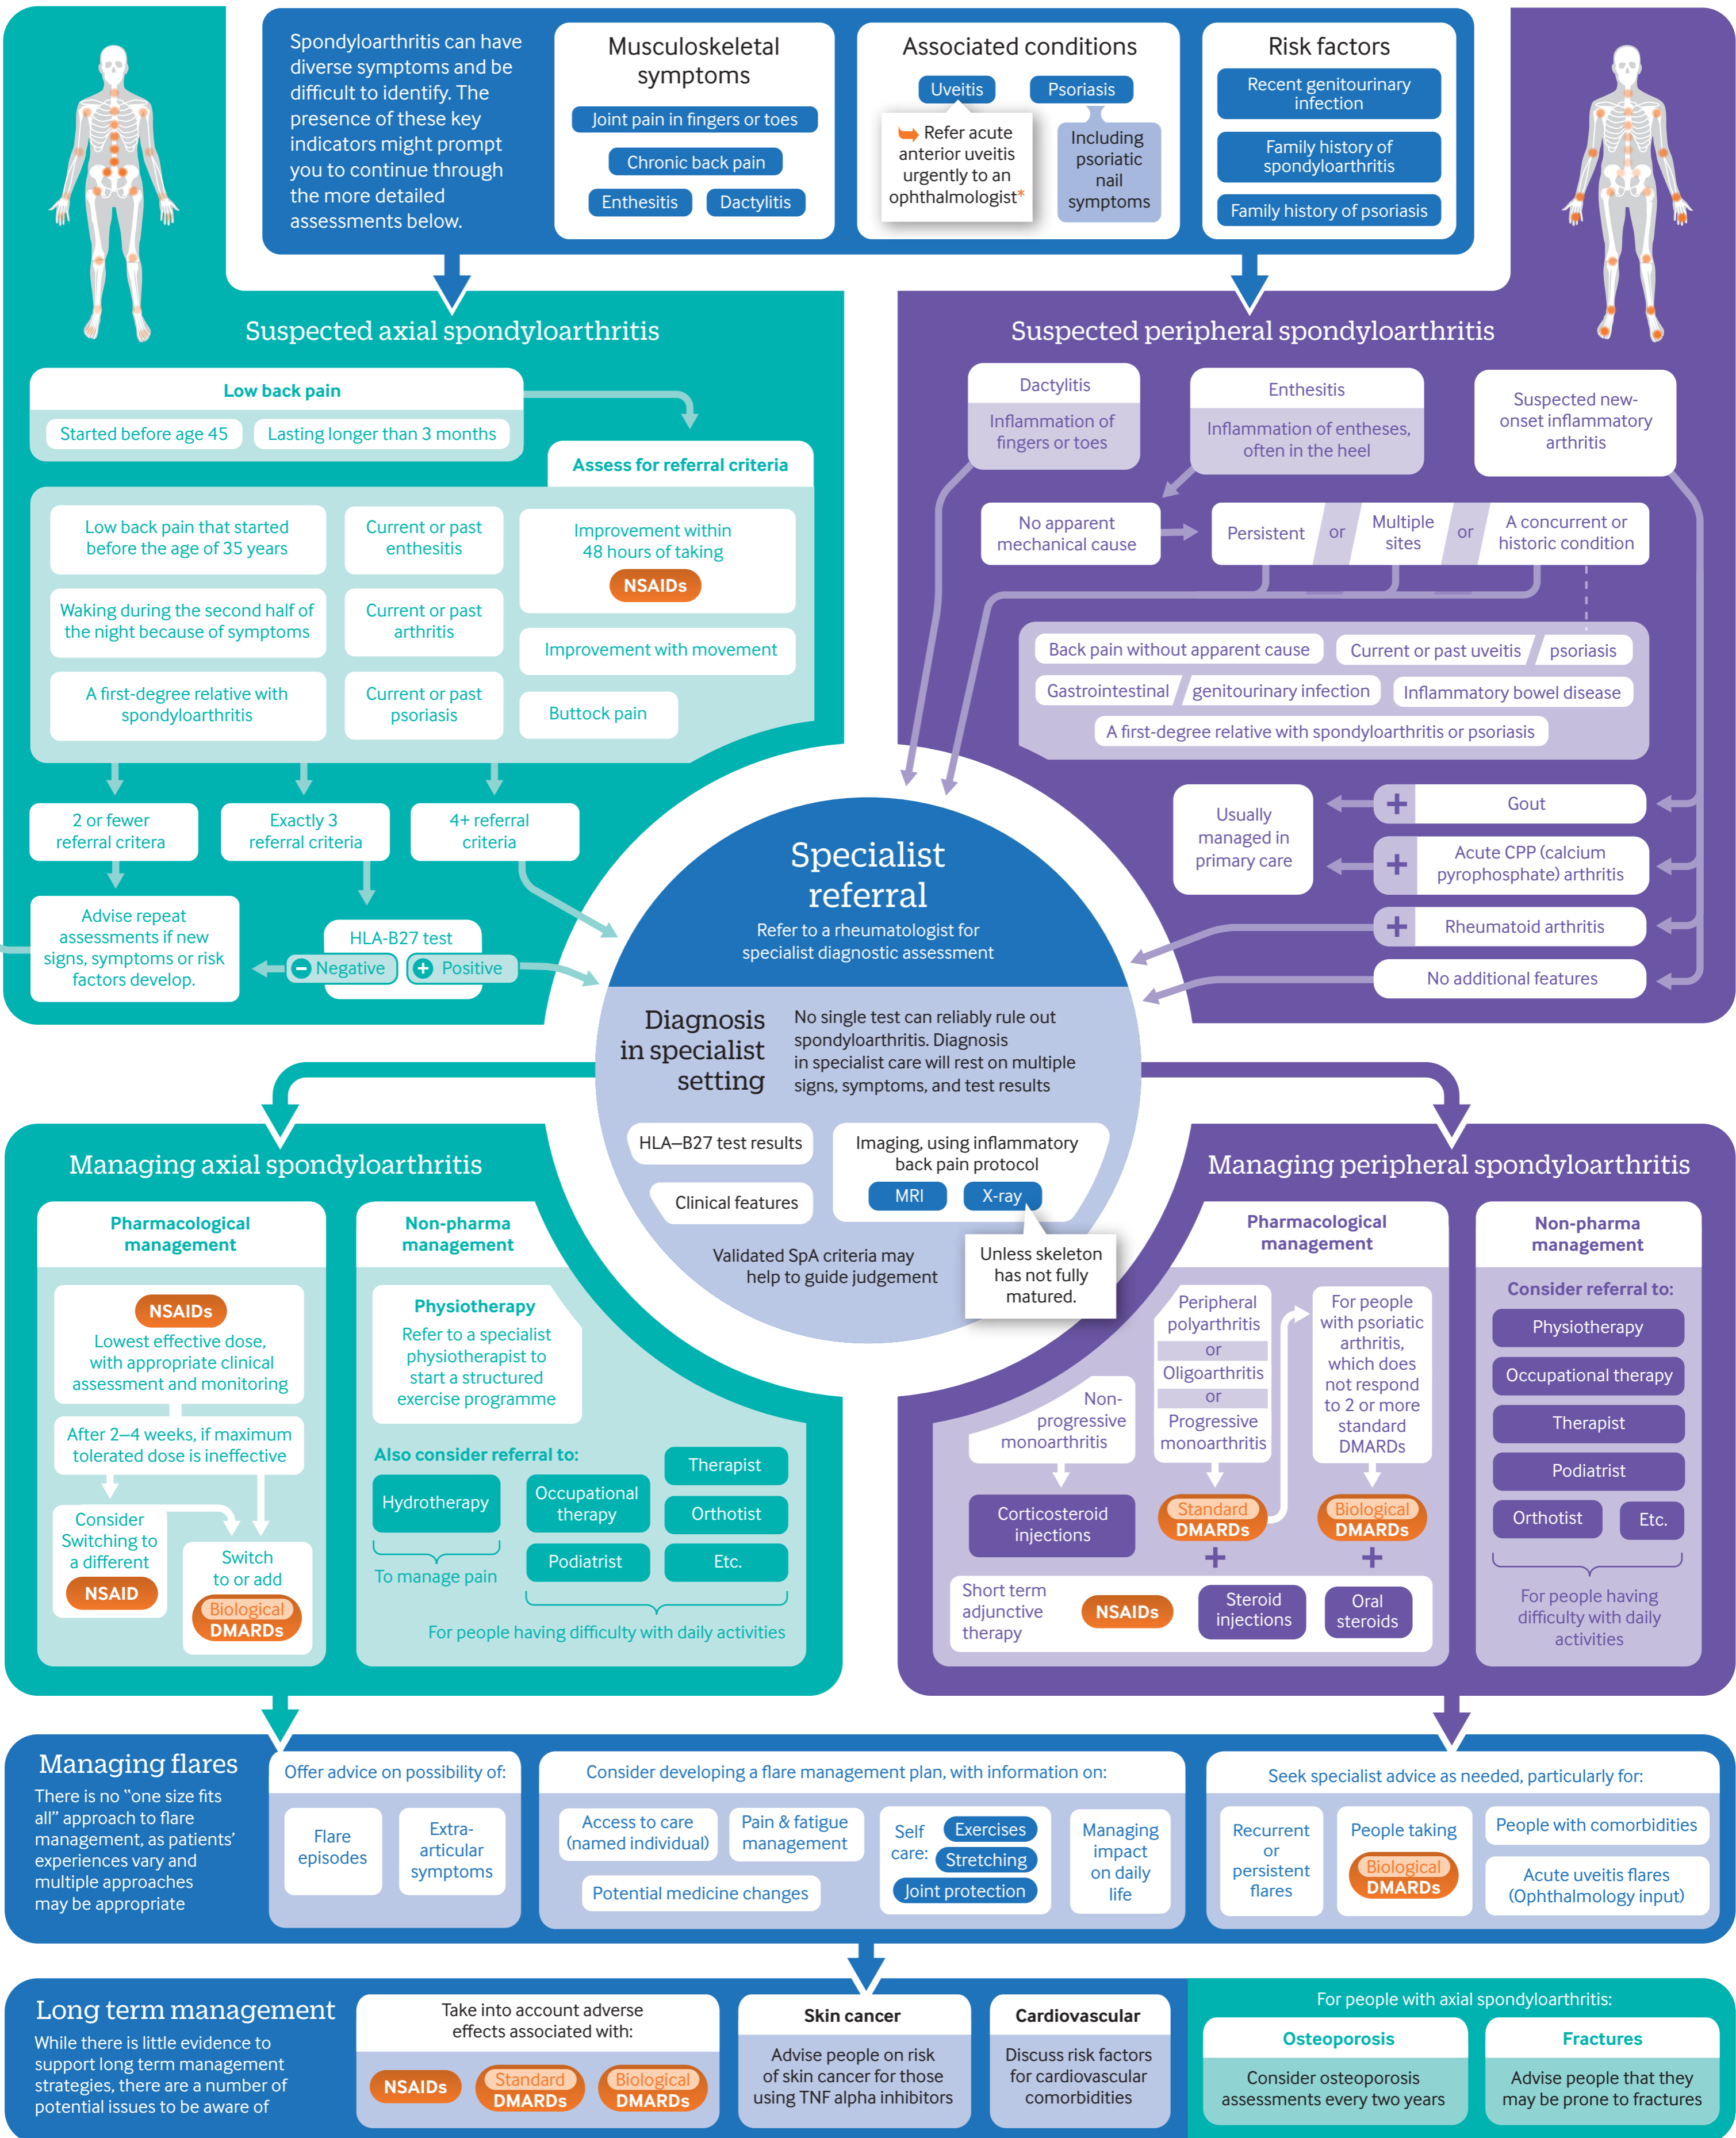 Spondyloarthritis can have
diverse symptoms and be
difficult to identify. The
presence of these key
indicators might prompt
you to continue through
the more detailed
assessments below.
Musculoskeletal
symptoms
Joint pain in fingers or toes
Chronic back pain
Enthesitis
Dactylitis
Associated conditions
Uveitis
Psoriasis
Refer acute
anterior uveitis
urgently to an
ophthalmologist*
Including
psoriatic
nail
symptoms
Risk factors
Recent genitourinary
infection
Family history of
spondyloarthritis
Family history of psoriasis
Suspected axial spondyloarthritis
Low back pain
Started before age 45
Lasting longer than 3 months
Assess for referral criteria
Low back pain that started
before the age of 35 years
Waking during the second half of
the night because of symptoms
A first-degree relative with
spondyloarthritis
Current or past
enthesitis
Current or past
arthritis
Current or past
psoriasis
Improvement within
48 hours of taking
NSAIDs
Improvement with movement
Buttock pain
2 or fewer
referral critera
Exactly 3
referral criteria
4+ referral
criteria
Advise repeat
assessments if new
signs, symptoms or risk
factors develop.
HLA-B27 test
− Negative
+ Positive
Suspected peripheral spondyloarthritis
Dactylitis
Inflammation of
fingers or toes
Enthesitis
Inflammation of entheses,
often in the heel
Suspected new-
onset inflammatory
arthritis
No apparent
mechanical cause
Persistent
or
Multiple
sites
or
A concurrent or
historic condition
Back pain without apparent cause
Current or past uveitis / psoriasis
Gastrointestinal / genitourinary infection
Inflammatory bowel disease
A first-degree relative with spondyloarthritis or psoriasis
Usually
managed in
primary care
+ Gout
+ Acute CPP (calcium
pyrophosphate) arthritis
+ Rheumatoid arthritis
No additional features
Specialist
referral
Refer to a rheumatologist for
specialist diagnostic assessment
Diagnosis
in specialist
setting
No single test can reliably rule out
spondyloarthritis. Diagnosis
in specialist care will rest on multiple
signs, symptoms, and test results
HLA–B27 test results
Clinical features
Imaging, using inflammatory
back pain protocol
MRI
X-ray
Unless skeleton
has not fully
matured.
Validated SpA criteria may
help to guide judgement
Managing axial spondyloarthritis
Pharmacological
management
NSAIDs
Lowest effective dose,
with appropriate clinical
assessment and monitoring
After 2–4 weeks, if maximum
tolerated dose is ineffective
Consider
Switching to
a different
NSAID
Switch
to or add
Biological
DMARDs
Non-pharma
management
Physiotherapy
Refer to a specialist
physiotherapist to
start a structured
exercise programme
Also consider referral to:
Hydrotherapy
To manage pain
Occupational
therapy
Podiatrist
Therapist
Orthotist
Etc.
For people having difficulty with daily activities
Managing peripheral spondyloarthritis
Pharmacological
management
Non-
progressive
monoarthritis
Corticosteroid
injections
Peripheral
polyarthritis
or
Oligoarthritis
or
Progressive
monoarthritis
Standard
DMARDs
+
For people
with psoriatic
arthritis,
which does
not respond
to 2 or more
standard
DMARDs
Biological
DMARDs
+
Short term
adjunctive
therapy
NSAIDs
Steroid
injections
Oral
steroids
Non-pharma
management
Consider referral to:
Physiotherapy
Occupational therapy
Therapist
Podiatrist
Orthotist
Etc.
For people having
difficulty with daily
activities
Managing flares
There is no "one size fits
all" approach to flare
management, as patients'
experiences vary and
multiple approaches
may be appropriate
Offer advice on possibility of:
Flare
episodes
Extra-
articular
symptoms
Consider developing a flare management plan, with information on:
Access to care
(named individual)
Pain & fatigue
management
Potential medicine changes
Self
care:
Exercises
Stretching
Joint protection
Managing
impact
on daily
life
Seek specialist advice as needed, particularly for:
Recurrent
or
persistent
flares
People taking
Biological
DMARDs
People with comorbidities
Acute uveitis flares
(Ophthalmology input)
Long term management
While there is little evidence to
support long term management
strategies, there are a number of
potential issues to be aware of
Take into account adverse
effects associated with:
NSAIDs
Standard
DMARDs
Biological
DMARDs
Skin cancer
Advise people on risk
of skin cancer for those
using TNF alpha inhibitors
Cardiovascular
Discuss risk factors
for cardiovascular
comorbidities
For people with axial spondyloarthritis:
Osteoporosis
Consider osteoporosis
assessments every two years
Fractures
Advise people that they
may be prone to fractures